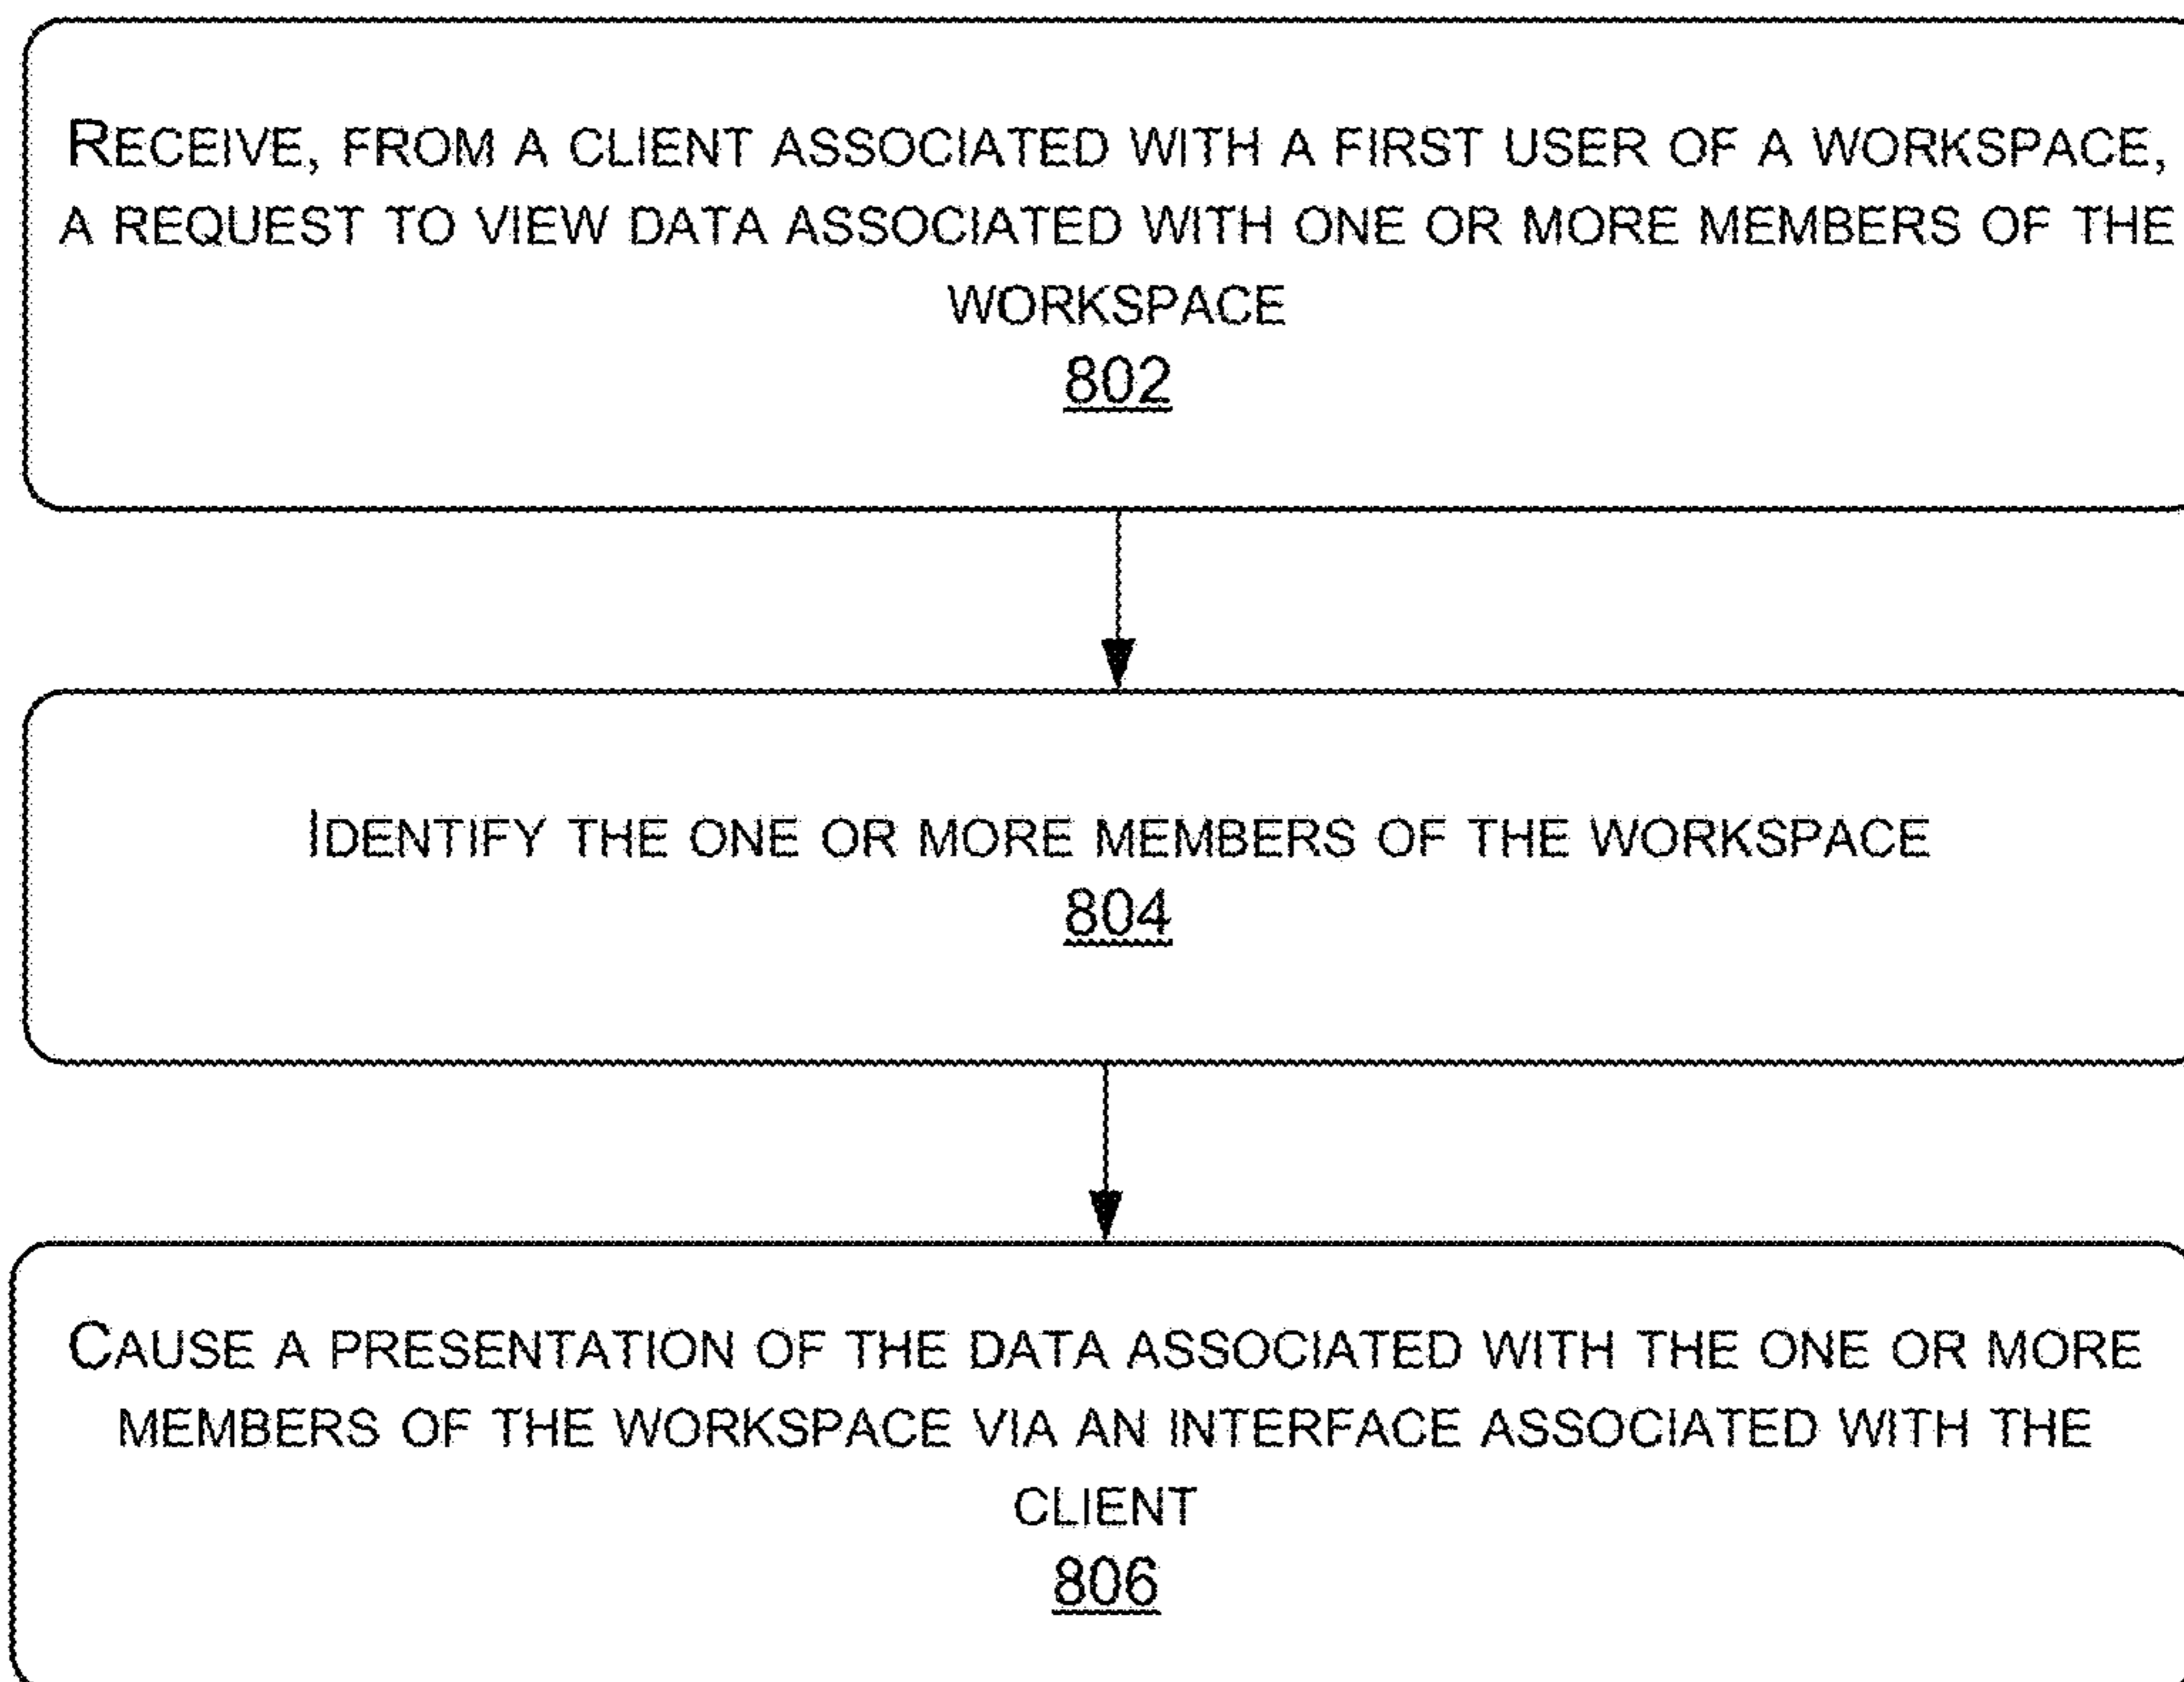 RECEIVE, FROM A CLIENT ASSOCIATED WITH A FIRST USER OF A WORKSPACE,
A REQUEST TO VIEW DATA ASSOCIATED WITH ONE OR MORE MEMBERS OF THE
WORKSPACE
802
IDENTIFY THE ONE OR MORE MEMBERS OF THE WORKSPACE
804
CAUSE A PRESENTATION OF THE DATA ASSOCIATED WITH THE ONE OR MORE
MEMBERS OF THE WORKSPACE VIA AN INTERFACE ASSOCIATED WITH THE
CLIENT
806